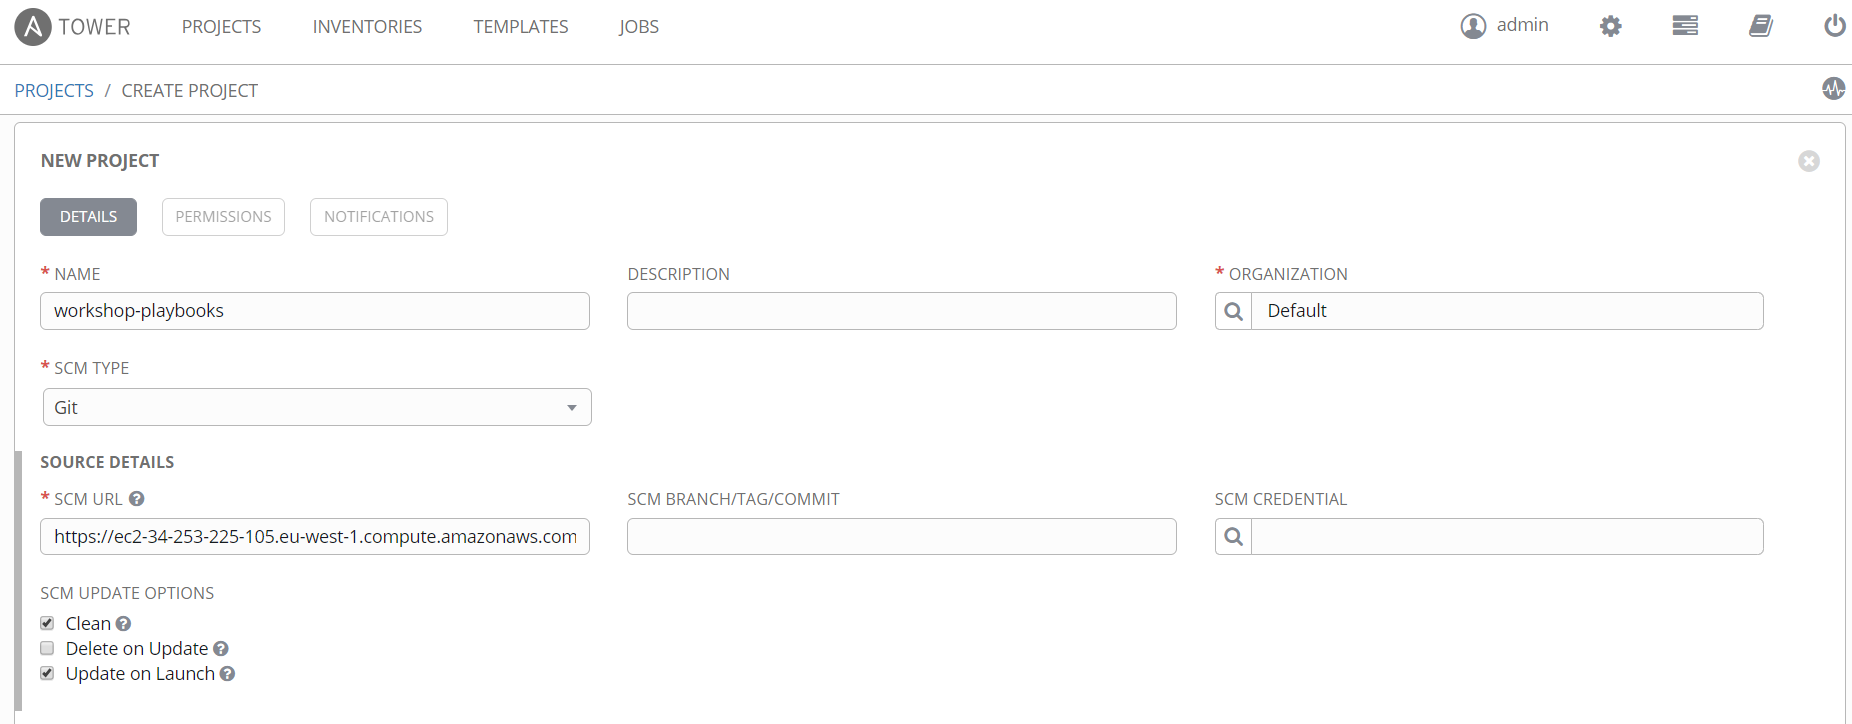 TOWER PROJECTS INVENTORIES TEMPLATES JOBS admin
PROJECTS / CREATE PROJECT
NEW PROJECT
DETAILS PERMISSIONS NOTIFICATIONS
* NAME DESCRIPTION * ORGANIZATION
workshop-playbooks Default
* SCM TYPE
Git
SOURCE DETAILS
* SCM URL ? SCM BRANCH/TAG/COMMIT SCM CREDENTIAL
https://ec2-34-253-225-105.eu-west-1.compute.amazonaws.com
SCM UPDATE OPTIONS
Clean ?
Delete on Update ?
Update on Launch ?